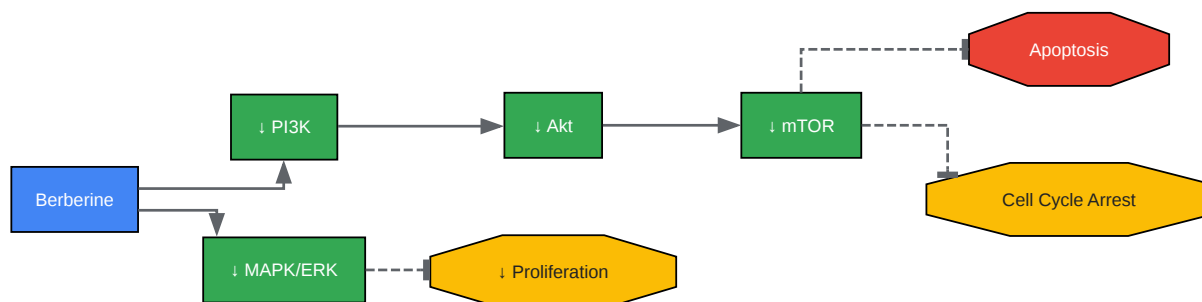 Apoptosis
↓ PI3K
↓ Akt
↓ mTOR
Berberine
Cell Cycle Arrest
↓ MAPK/ERK
↓ Proliferation